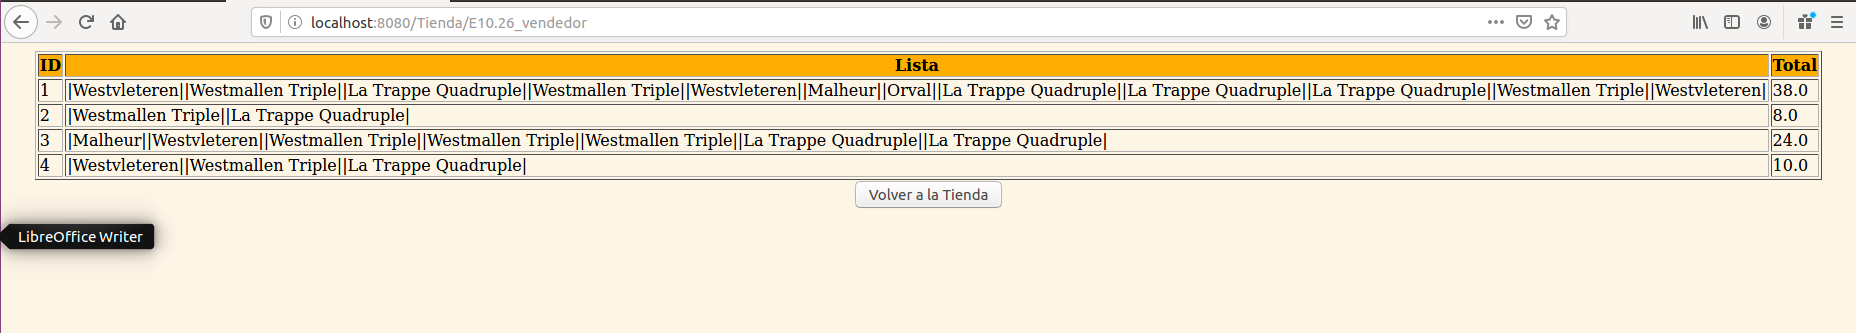 localhost:8080/Tienda/E10.26_vendedor
ID Lista Total
1 |Westvleteren||Westmallen Triple||La Trappe Quadruple||Westmallen Triple||Westvleteren||Malheur||Orval||La Trappe Quadruple||La Trappe Quadruple||La Trappe Quadruple||Westmallen Triple||Westvleteren| 38.0
2 |Westmallen Triple||La Trappe Quadruple| 8.0
3 |Malheur||Westvleteren||Westmallen Triple||Westmallen Triple||Westmallen Triple||La Trappe Quadruple||La Trappe Quadruple| 24.0
4 |Westvleteren||Westmallen Triple||La Trappe Quadruple| 10.0
Volver a la Tienda
LibreOffice Writer